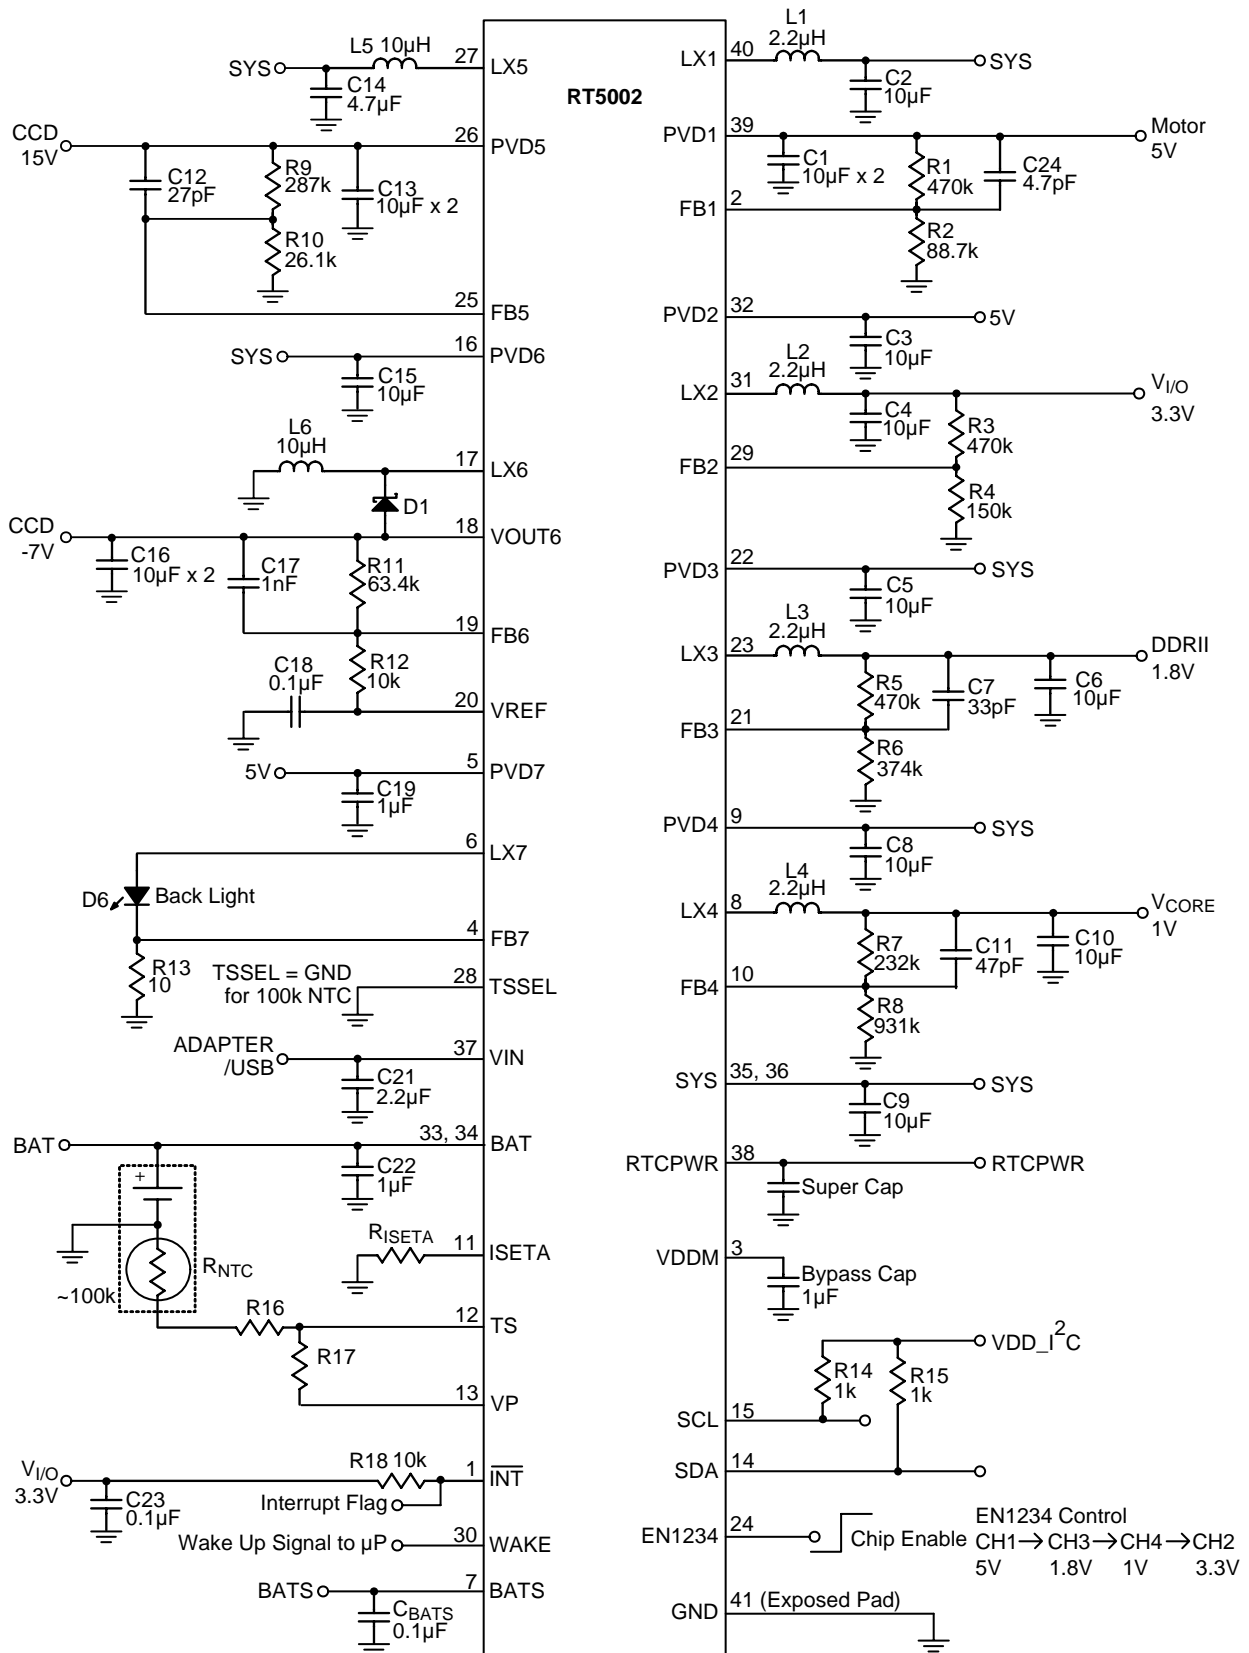 RT5002
L5 10µH
27
LX5
SYS
C14
4.7µF
CCD
15V
26
PVD5
C12
27pF
R9
287k
C13
10µF x 2
R10
26.1k
25
FB5
16
PVD6
SYS
C15
10µF
L6
10µH
17
LX6
D1
CCD
-7V
18
VOUT6
C16
10µF x 2
C17
1nF
R11
63.4k
19
FB6
C18
0.1µF
R12
10k
20
VREF
5V
5
PVD7
C19
1µF
6
LX7
D6
Back Light
4
FB7
R13
10
TSSEL = GND
for 100k NTC
28
TSSEL
ADAPTER
/USB
37
VIN
C21
2.2µF
BAT
33, 34
BAT
C22
1µF
+
RISETA
11
ISETA
RNTC
~100k
R16
12
TS
R17
13
VP
VI/O
3.3V
R18 10k
1
INT
C23
0.1µF
Interrupt Flag
Wake Up Signal to µP
30
WAKE
BATS
7
BATS
CBATS
0.1µF
LX1
40
L1
2.2µH
SYS
C2
10µF
PVD1
39
Motor
5V
C1
10µF x 2
R1
470k
C24
4.7pF
FB1
2
R2
88.7k
PVD2
32
5V
C3
10µF
LX2
31
L2
2.2µH
VI/O
3.3V
C4
10µF
R3
470k
FB2
29
R4
150k
PVD3
22
SYS
C5
10µF
LX3
23
L3
2.2µH
DDRII
1.8V
R5
470k
C7
33pF
C6
10µF
FB3
21
R6
374k
PVD4
9
SYS
C8
10µF
LX4
8
L4
2.2µH
VCORE
1V
R7
232k
C11
47pF
C10
10µF
FB4
10
R8
931k
SYS
35, 36
SYS
C9
10µF
RTCPWR
38
RTCPWR
Super Cap
VDDM
3
Bypass Cap
1µF
VDD_I2C
R14
1k
R15
1k
SCL
15
SDA
14
EN1234
24
Chip Enable
EN1234 Control
CH1→CH3→CH4→CH2
5V 1.8V 1V 3.3V
GND
41 (Exposed Pad)